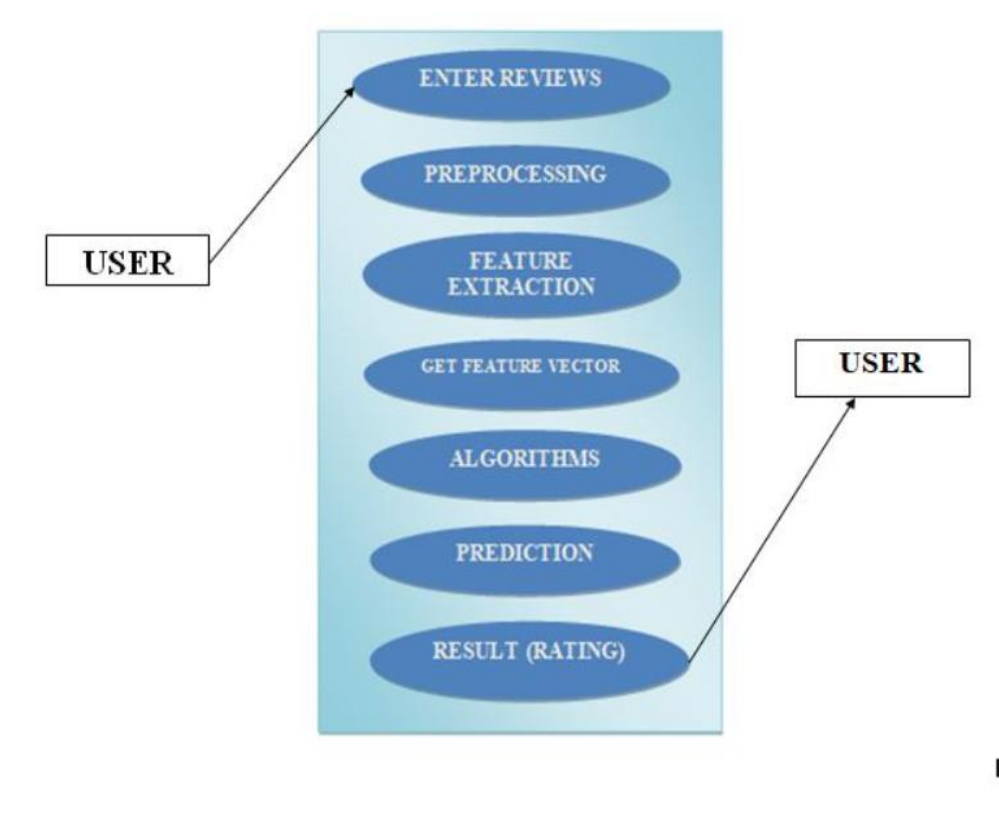 ENTER REVIEWS
PREPROCESSING
USER
FEATURE
EXTRACTION
GET FEATURE VECTOR
USER
ALGORITHMS
PREDICTION
RESULT (RATING)